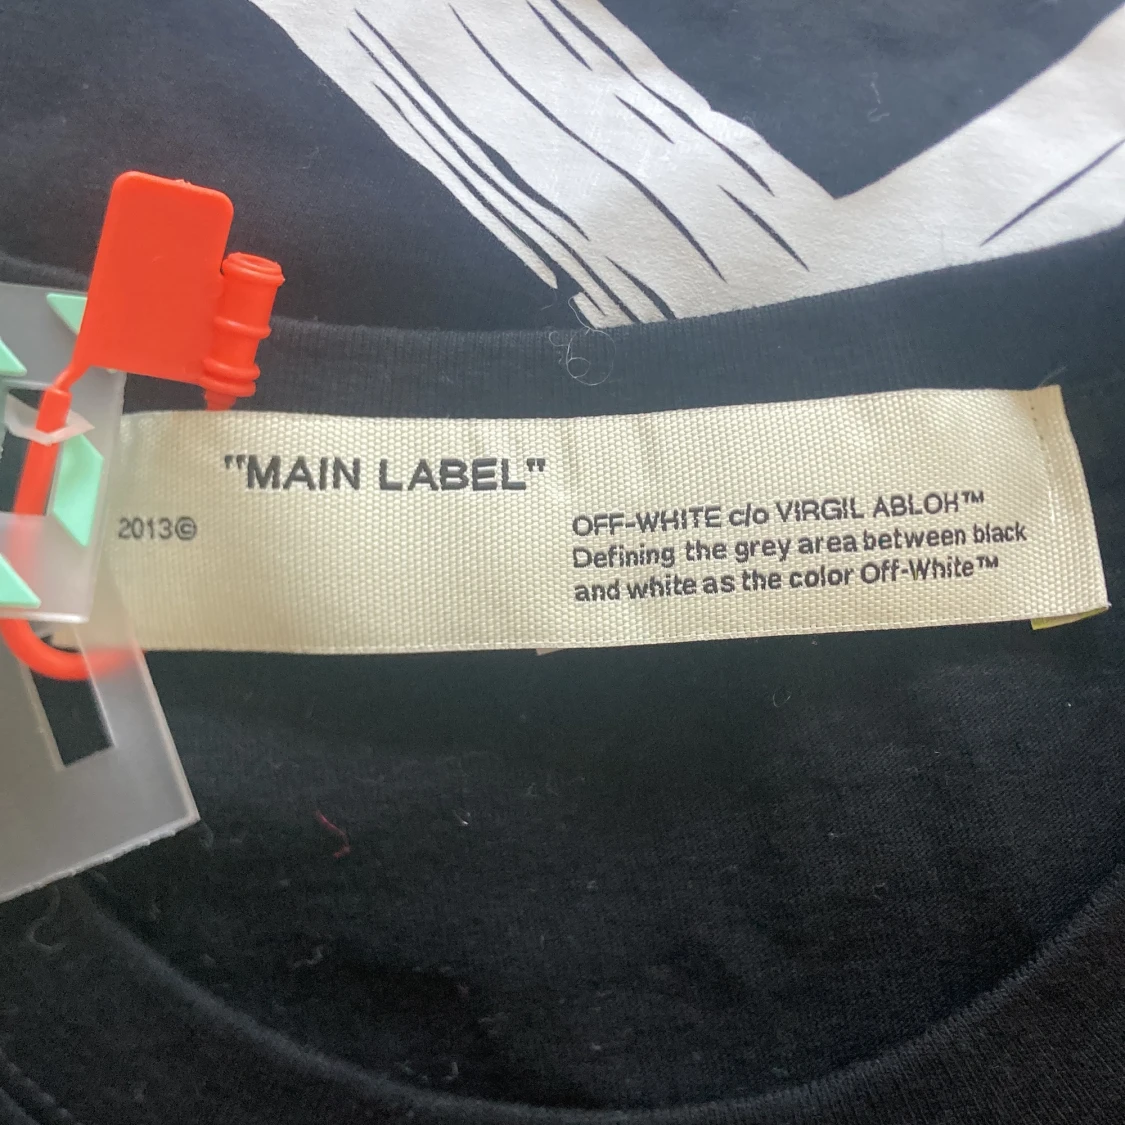 "MAIN LABEL"
2013©
OFF-WHITE c/o VIRGIL ABLOH™
Defining the grey area between black
and white as the color Off-White™